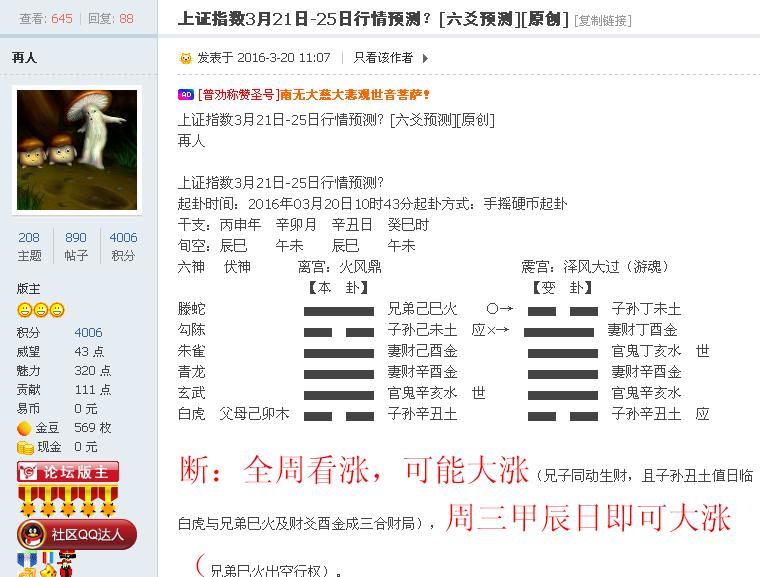 查看: 645 | 回复: 88
上证指数3月21日-25日行情预测？[六爻预测][原创] [复制链接]
再人
发表于 2016-3-20 11:07 | 只看该作者
AD [普劝称赞圣号]南无大慈大悲观世音菩萨！
上证指数3月21日-25日行情预测？[六爻预测][原创]
再人
上证指数3月21日-25日行情预测？
起卦时间：2016年03月20日10时43分起卦方式：手摇硬币起卦
干支：丙申年 辛卯月 辛丑日 癸巳时
旬空：辰巳 午未 辰巳 午未
六神 伏神 离宫：火风鼎 震宫：泽风大过（游魂）
【本 卦】 【变 卦】
螣蛇 兄弟己巳火 ○→ 子孙丁未土
勾陈 子孙己未土 应×→ 妻财丁酉金
朱雀 妻财己酉金 官鬼丁亥水 世
青龙 妻财辛酉金 妻财辛酉金
玄武 官鬼辛亥水 世 官鬼辛亥水
白虎 父母己卯木 子孙辛丑土 子孙辛丑土 应
断：全周看涨，可能大涨（兄子同动生财，且子孙丑土值日临
白虎与兄弟巳火及财爻酉金成三合财局），周三甲辰日即可大涨
（兄弟巳火出空行权）。
208 890 4006
主题 帖子 积分
版主
积分 4006
威望 43 点
魅力 320 点
贡献 111 点
易币 0 元
金豆 569 枚
现金 0 元
论坛版主
社区QQ达人